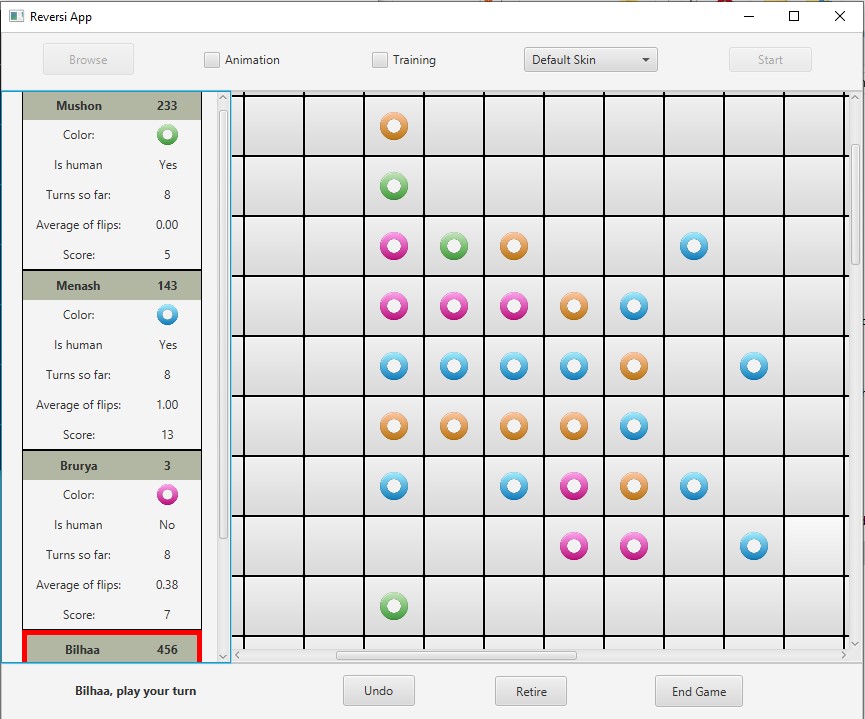 Reversi App
Browse Animation Training Default Skin Start
Mushon 233
Color:
Is human Yes
Turns so far: 8
Average of flips: 0.00
Score: 5
Menash 143
Color:
Is human Yes
Turns so far: 8
Average of flips: 1.00
Score: 13
Brurya 3
Color:
Is human No
Turns so far: 8
Average of flips: 0.38
Score: 7
Bilhaa 456
Bilhaa, play your turn Undo Retire End Game